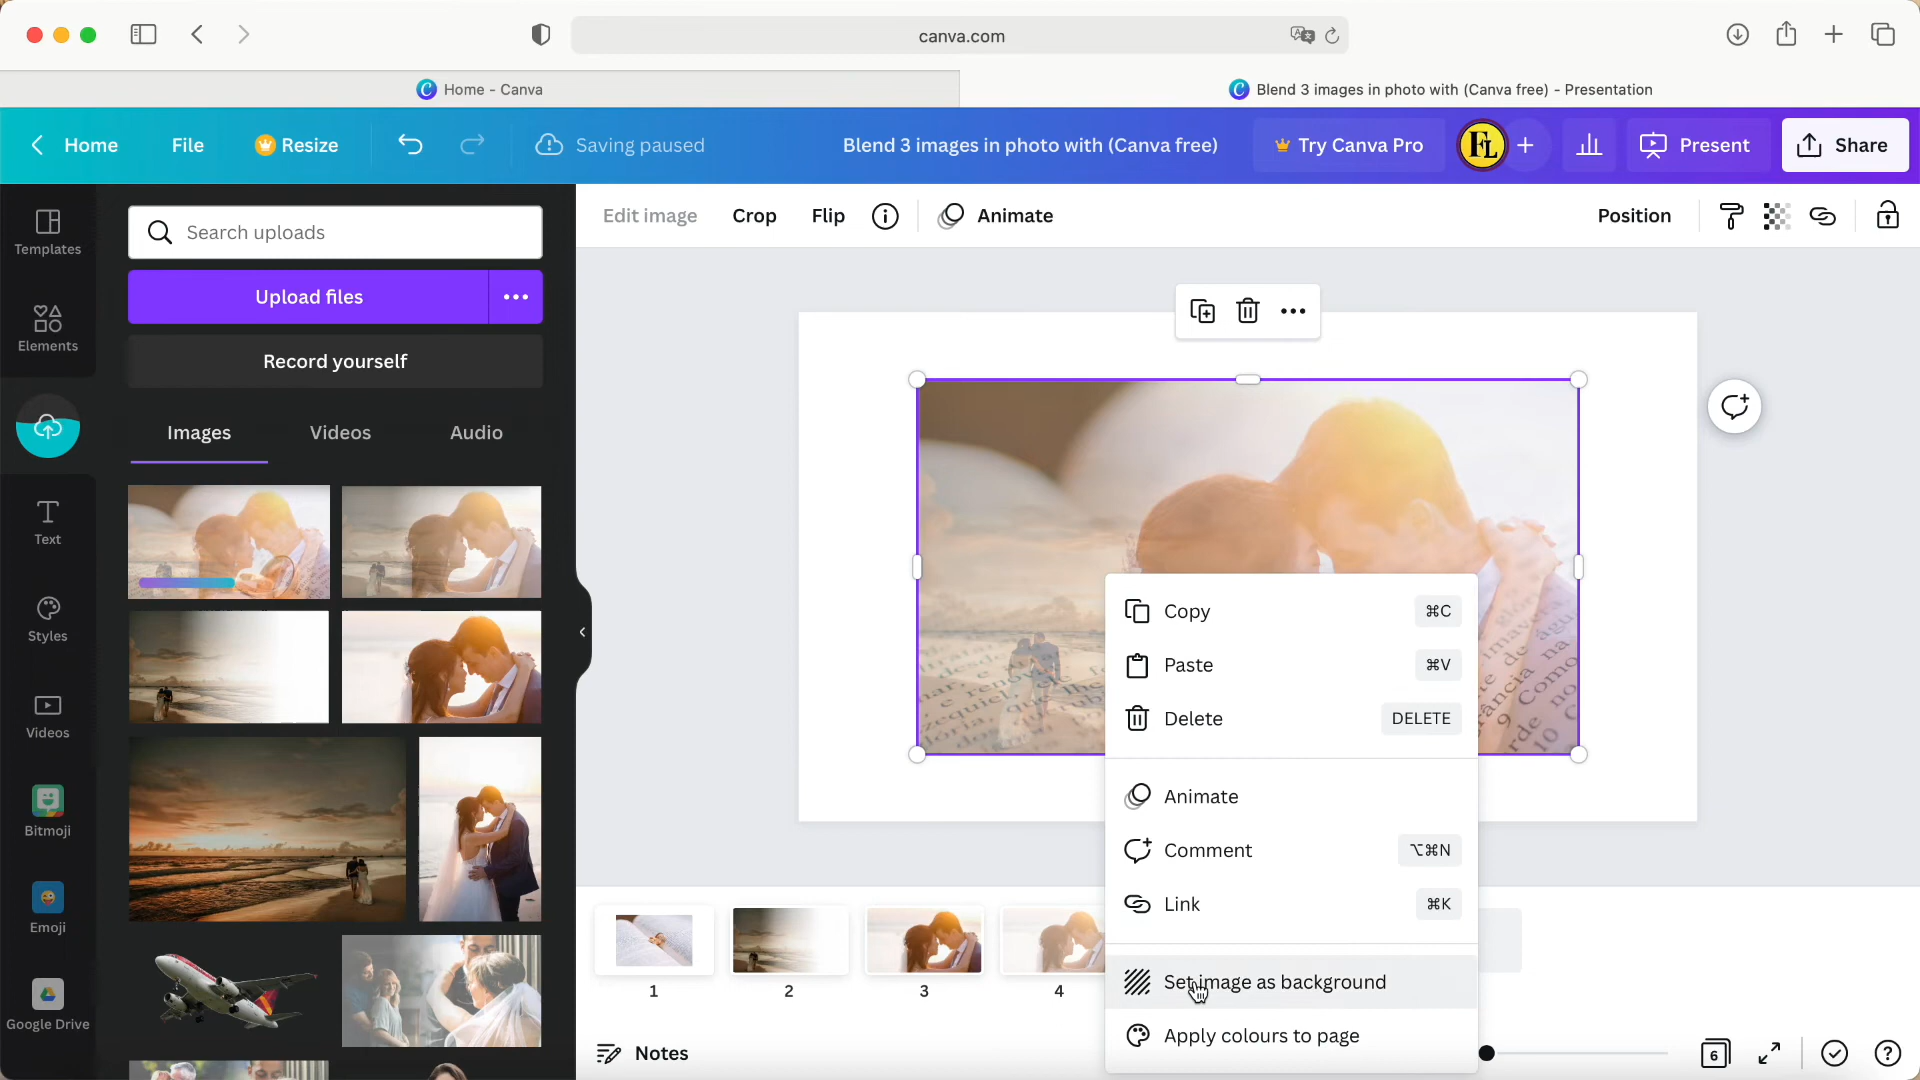 canva.com
Home - Canva
Blend 3 images in photo with (Canva free) - Presentation
Home
File
Resize
Saving paused
Blend 3 images in photo with (Canva free)
Try Canva Pro
FL
Present
Share
Templates
Elements
Text
Styles
Videos
Bitmoji
Emoji
Google Drive
Search uploads
Upload files
Record yourself
Images
Videos
Audio
Edit image
Crop
Flip
Animate
Position
Copy ⌘C
Paste ⌘V
Delete DELETE
Animate
Comment ⌥⌘N
Link ⌘K
Set image as background
Apply colours to page
1
2
3
4
Notes
6